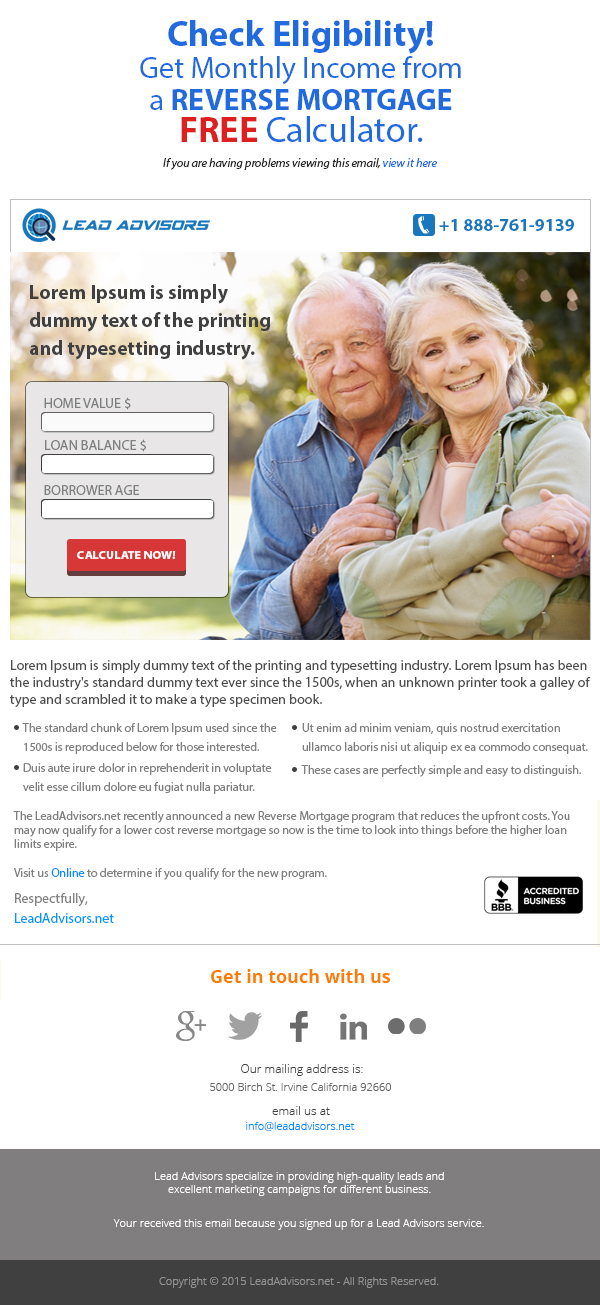 Check Eligibility!
Get Monthly Income from
a REVERSE MORTGAGE
FREE Calculator.
If you are having problems viewing this email, view it here
LEAD ADVISORS
+1 888-761-9139
Lorem Ipsum is simply
dummy text of the printing
and typesetting industry.
HOME VALUE $
LOAN BALANCE $
BORROWER AGE
CALCULATE NOW!
Lorem Ipsum is simply dummy text of the printing and typesetting industry. Lorem Ipsum has been
the industry's standard dummy text ever since the 1500s, when an unknown printer took a galley of
type and scrambled it to make a type specimen book.
• The standard chunk of Lorem Ipsum used since the
1500s is reproduced below for those interested.
• Duis aute irure dolor in reprehenderit in voluptate
velit esse cillum dolore eu fugiat nulla pariatur.
• Ut enim ad minim veniam, quis nostrud exercitation
ullamco laboris nisi ut aliquip ex ea commodo consequat.
• These cases are perfectly simple and easy to distinguish.
The LeadAdvisors.net recently announced a new Reverse Mortgage program that reduces the upfront costs. You
may now qualify for a lower cost reverse mortgage so now is the time to look into things before the higher loan
limits expire.
Visit us Online to determine if you qualify for the new program.
Respectfully,
LeadAdvisors.net
BBB.
ACCREDITED
BUSINESS
Get in touch with us
Our mailing address is:
5000 Birch St. Irvine California 92660
email us at
info@leadadvisors.net
Lead Advisors specialize in providing high-quality leads and
excellent marketing campaigns for different business.
Your received this email because you signed up for a Lead Advisors service.
Copyright © 2015 LeadAdvisors.net - All Rights Reserved.